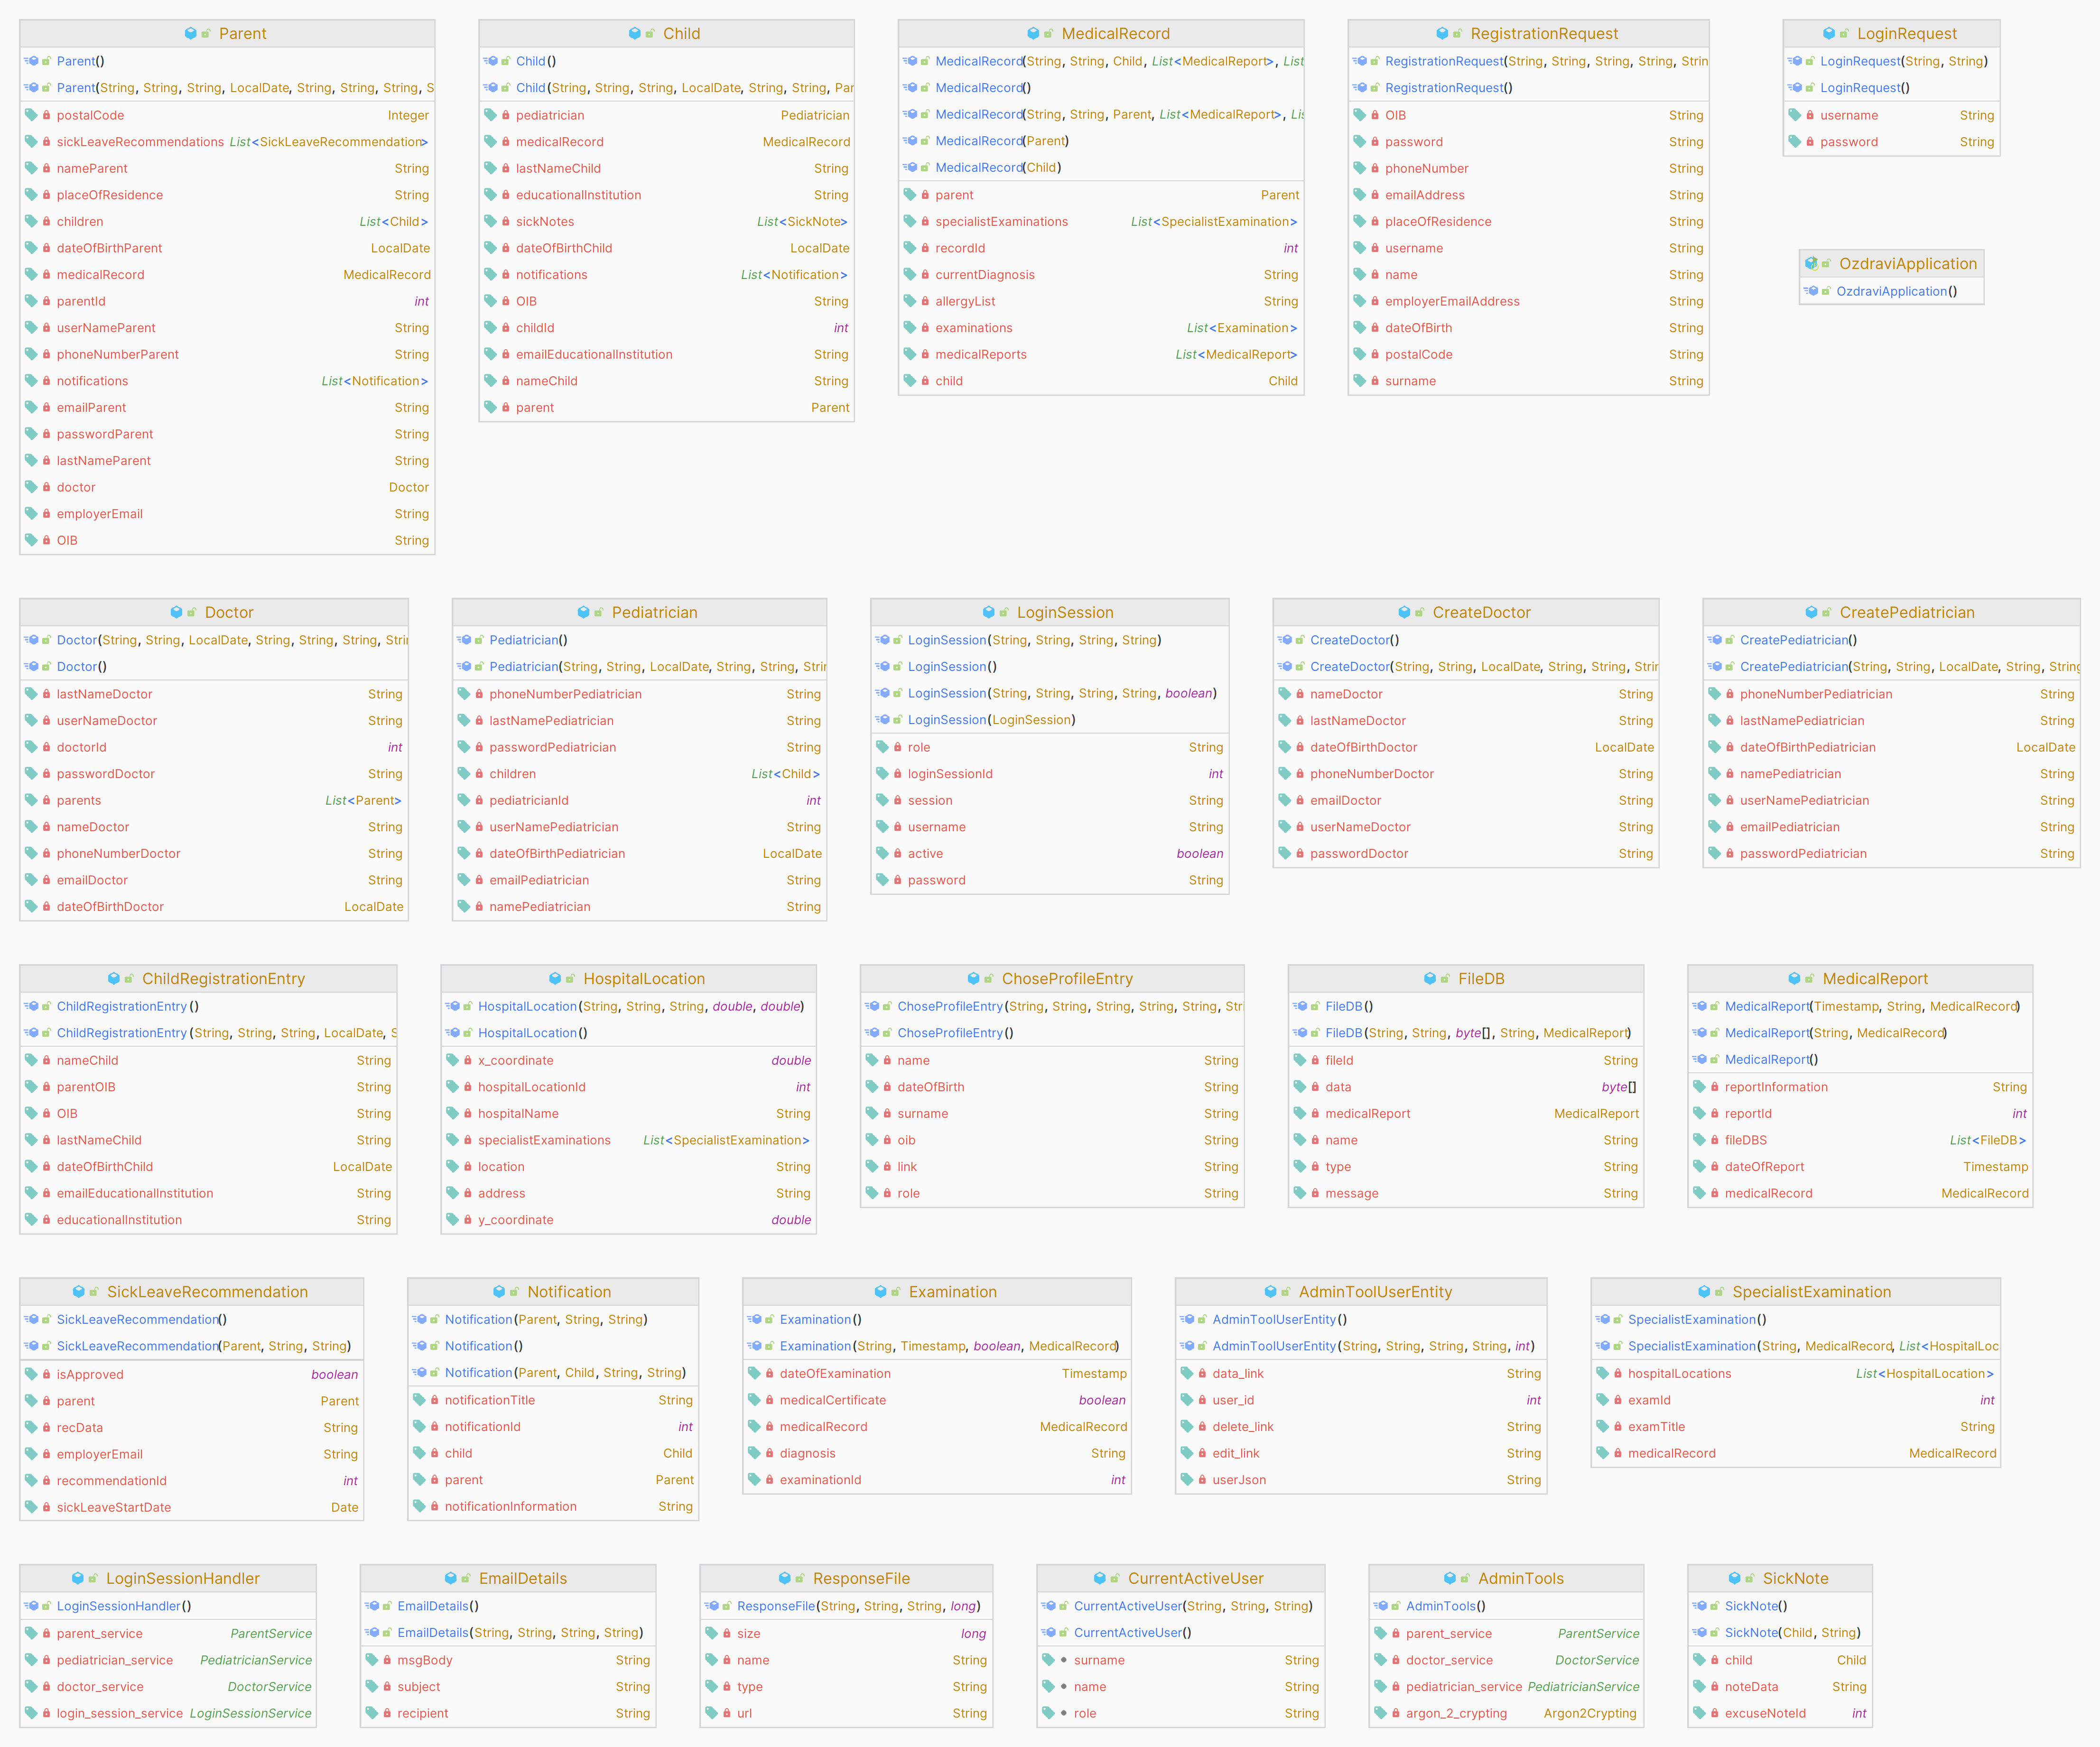 Parent
Parent()
Parent(String, String, String, LocalDate, String, String, String, S
postalCode Integer
sickLeaveRecommendations List<SickLeaveRecommendation>
nameParent String
placeOfResidence String
children List<Child>
dateOfBirthParent LocalDate
medicalRecord MedicalRecord
parentId int
userNameParent String
phoneNumberParent String
notifications List<Notification>
emailParent String
passwordParent String
lastNameParent String
doctor Doctor
employerEmail String
OIB String
Child
Child()
Child(String, String, String, LocalDate, String, String, Par
pediatrician Pediatrician
medicalRecord MedicalRecord
lastNameChild String
educationalInstitution String
sickNotes List<SickNote>
dateOfBirthChild LocalDate
notifications List<Notification>
OIB String
childId int
emailEducationalInstitution String
nameChild String
parent Parent
MedicalRecord
MedicalRecord(String, String, Child, List<MedicalReport>, List
MedicalRecord()
MedicalRecord(String, String, Parent, List<MedicalReport>, Lis
MedicalRecord(Parent)
MedicalRecord(Child)
parent Parent
specialistExaminations List<SpecialistExamination>
recordId int
currentDiagnosis String
allergyList String
examinations List<Examination>
medicalReports List<MedicalReport>
child Child
RegistrationRequest
RegistrationRequest(String, String, String, String, Strin
RegistrationRequest()
OIB String
password String
phoneNumber String
emailAddress String
placeOfResidence String
username String
name String
employerEmailAddress String
dateOfBirth String
postalCode String
surname String
LoginRequest
LoginRequest(String, String)
LoginRequest()
username String
password String
OzdraviApplication
OzdraviApplication()
Doctor
Doctor(String, String, LocalDate, String, String, String, Strin
Doctor()
lastNameDoctor String
userNameDoctor String
doctorId int
passwordDoctor String
parents List<Parent>
nameDoctor String
phoneNumberDoctor String
emailDoctor String
dateOfBirthDoctor LocalDate
Pediatrician
Pediatrician()
Pediatrician(String, String, LocalDate, String, String, Strin
phoneNumberPediatrician String
lastNamePediatrician String
passwordPediatrician String
children List<Child>
pediatricianId int
userNamePediatrician String
dateOfBirthPediatrician LocalDate
emailPediatrician String
namePediatrician String
LoginSession
LoginSession(String, String, String, String)
LoginSession()
LoginSession(String, String, String, String, boolean)
LoginSession(LoginSession)
role String
loginSessionId int
session String
username String
active boolean
password String
CreateDoctor
CreateDoctor()
CreateDoctor(String, String, LocalDate, String, String, Strin
nameDoctor String
lastNameDoctor String
dateOfBirthDoctor LocalDate
phoneNumberDoctor String
emailDoctor String
userNameDoctor String
passwordDoctor String
CreatePediatrician
CreatePediatrician()
CreatePediatrician(String, String, LocalDate, String, String
phoneNumberPediatrician String
lastNamePediatrician String
dateOfBirthPediatrician LocalDate
namePediatrician String
userNamePediatrician String
emailPediatrician String
passwordPediatrician String
ChildRegistrationEntry
ChildRegistrationEntry()
ChildRegistrationEntry(String, String, String, LocalDate, S
nameChild String
parentOIB String
OIB String
lastNameChild String
dateOfBirthChild LocalDate
emailEducationalInstitution String
educationalInstitution String
HospitalLocation
HospitalLocation(String, String, String, double, double)
HospitalLocation()
x_coordinate double
hospitalLocationId int
hospitalName String
specialistExaminations List<SpecialistExamination>
location String
address String
y_coordinate double
ChoseProfileEntry
ChoseProfileEntry(String, String, String, String, String, Stri
ChoseProfileEntry()
name String
dateOfBirth String
surname String
oib String
link String
role String
FileDB
FileDB()
FileDB(String, String, byte[], String, MedicalReport)
fileId String
data byte[]
medicalReport MedicalReport
name String
type String
message String
MedicalReport
MedicalReport(Timestamp, String, MedicalRecord)
MedicalReport(String, MedicalRecord)
MedicalReport()
reportInformation String
reportId int
fileDBS List<FileDB>
dateOfReport Timestamp
medicalRecord MedicalRecord
SickLeaveRecommendation
SickLeaveRecommendation()
SickLeaveRecommendation(Parent, String, String)
isApproved boolean
parent Parent
recData String
employerEmail String
recommendationId int
sickLeaveStartDate Date
Notification
Notification(Parent, String, String)
Notification()
Notification(Parent, Child, String, String)
notificationTitle String
notificationId int
child Child
parent Parent
notificationInformation String
Examination
Examination()
Examination(String, Timestamp, boolean, MedicalRecord)
dateOfExamination Timestamp
medicalCertificate boolean
medicalRecord MedicalRecord
diagnosis String
examinationId int
AdminToolUserEntity
AdminToolUserEntity()
AdminToolUserEntity(String, String, String, String, int)
data_link String
user_id int
delete_link String
edit_link String
userJson String
SpecialistExamination
SpecialistExamination()
SpecialistExamination(String, MedicalRecord, List<HospitalLoc
hospitalLocations List<HospitalLocation>
examId int
examTitle String
medicalRecord MedicalRecord
LoginSessionHandler
LoginSessionHandler()
parent_service ParentService
pediatrician_service PediatricianService
doctor_service DoctorService
login_session_service LoginSessionService
EmailDetails
EmailDetails()
EmailDetails(String, String, String, String)
msgBody String
subject String
recipient String
ResponseFile
ResponseFile(String, String, String, long)
size long
name String
type String
url String
CurrentActiveUser
CurrentActiveUser(String, String, String)
CurrentActiveUser()
surname String
name String
role String
AdminTools
AdminTools()
parent_service ParentService
doctor_service DoctorService
pediatrician_service PediatricianService
argon_2_crypting Argon2Crypting
SickNote
SickNote()
SickNote(Child, String)
child Child
noteData String
excuseNoteId int